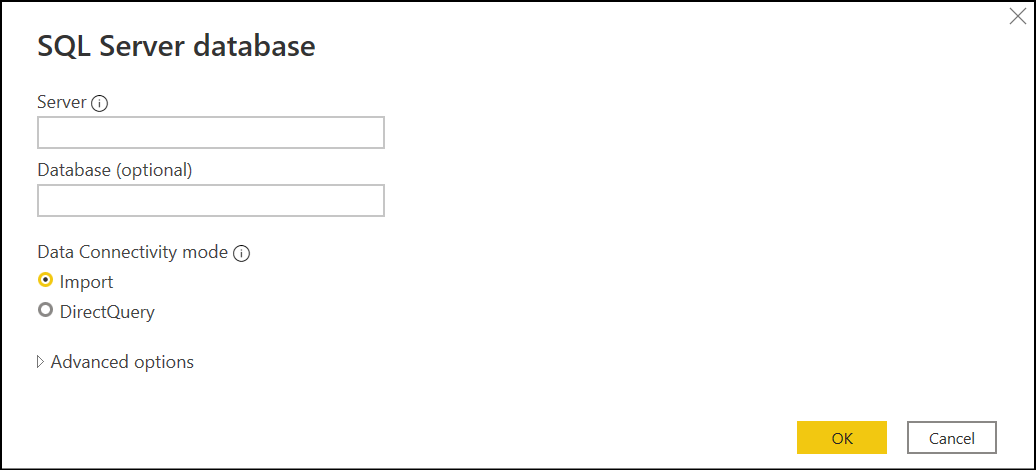 SQL Server database
Server
Database (optional)
Data Connectivity mode
Import
DirectQuery
Advanced options
OK
Cancel